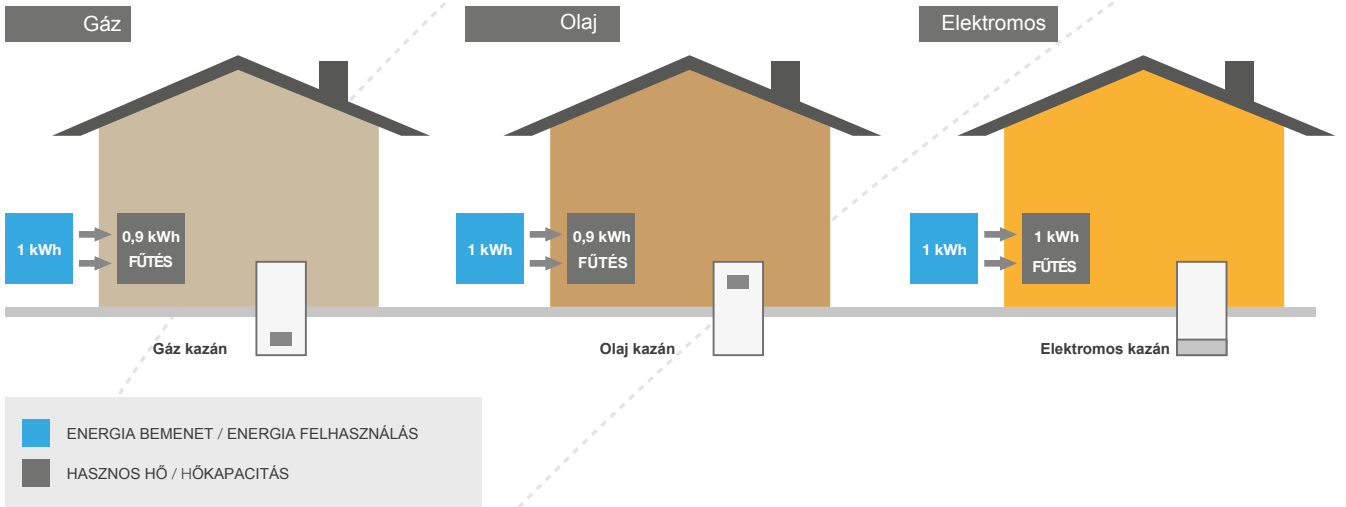 Gáz
Olaj
Elektromos
1 kWh
0,9 kWh
FŰTÉS
1 kWh
0,9 kWh
FŰTÉS
1 kWh
1 kWh
FŰTÉS
Gáz kazán
Olaj kazán
Elektromos kazán
ENERGIA BEMENET / ENERGIA FELHASZNÁLÁS
HASZNOS HŐ / HŐKAPACITÁS